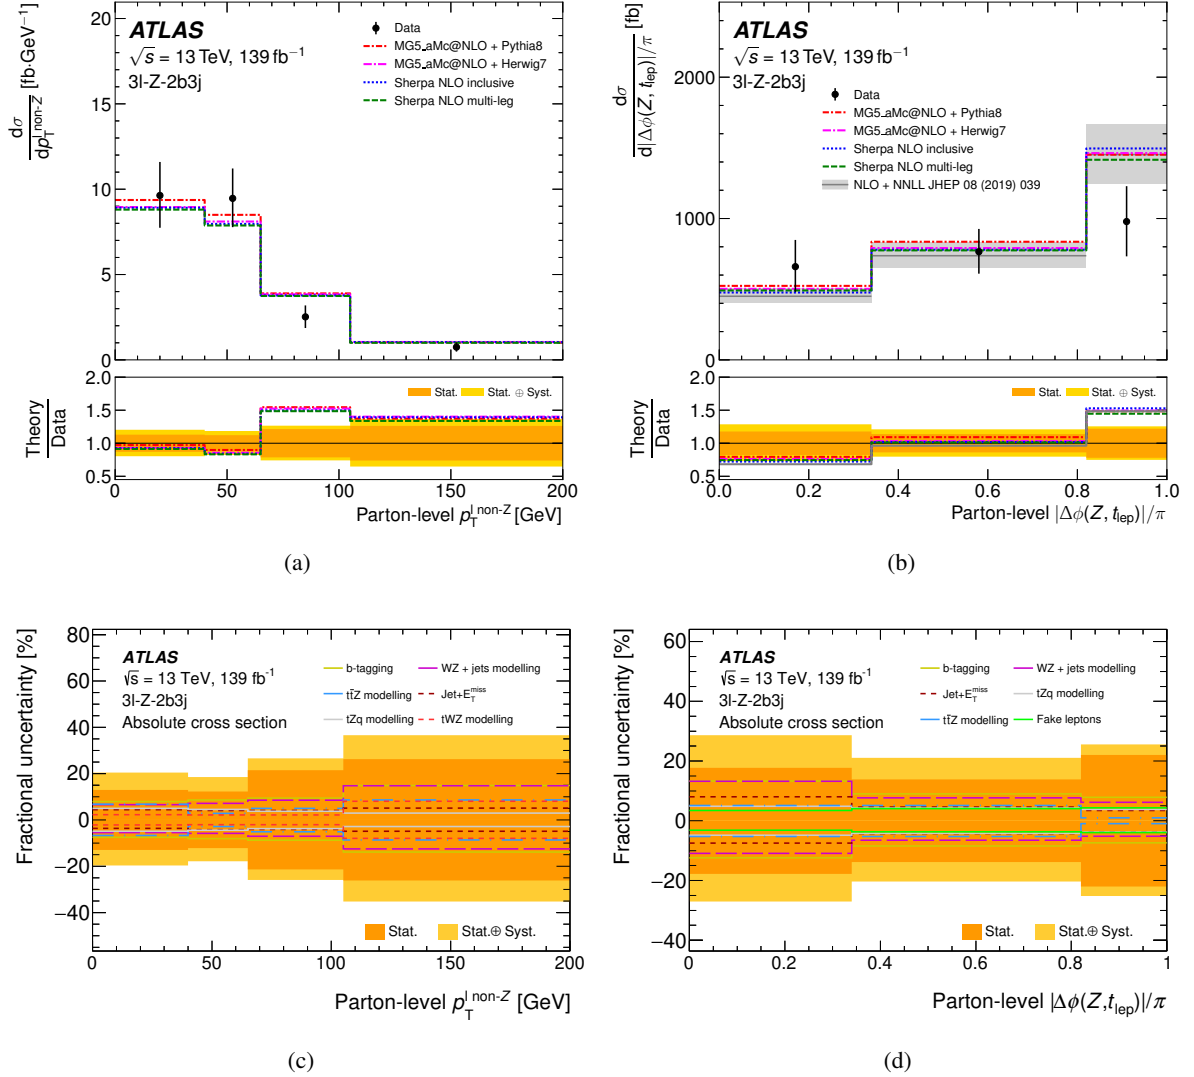 ATLAS
√s = 13 TeV, 139 fb⁻¹
3l-Z-2b3j
Data
MG5_aMc@NLO + Pythia8
MG5_aMc@NLO + Herwig7
Sherpa NLO inclusive
Sherpa NLO multi-leg
dσ/dp_T^{l non-Z} [fb·GeV⁻¹]
20
15
10
5
0
Stat. Stat. ⊕ Syst.
Theory/Data
2.0
1.5
1.0
0.5
0 50 100 150 200
Parton-level p_T^{l non-Z} [GeV]
(a)
ATLAS
√s = 13 TeV, 139 fb⁻¹
3l-Z-2b3j
Data
MG5_aMc@NLO + Pythia8
MG5_aMc@NLO + Herwig7
Sherpa NLO inclusive
Sherpa NLO multi-leg
NLO + NNLL JHEP 08 (2019) 039
dσ/d|Δϕ(Z, t_lep)|/π [fb]
2000
1000
0
Stat. Stat. ⊕ Syst.
Theory/Data
2.0
1.5
1.0
0.5
0.0 0.2 0.4 0.6 0.8 1.0
Parton-level |Δϕ(Z, t_lep)|/π
(b)
ATLAS
√s = 13 TeV, 139 fb⁻¹
3l-Z-2b3j
Absolute cross section
b-tagging WZ + jets modelling
tt̄Z modelling Jet+E_T^miss
tZq modelling tWZ modelling
Fractional uncertainty [%]
80
60
40
20
0
−20
−40
Stat. Stat.⊕ Syst.
0 50 100 150 200
Parton-level p_T^{l non-Z} [GeV]
(c)
ATLAS
√s = 13 TeV, 139 fb⁻¹
3l-Z-2b3j
Absolute cross section
b-tagging WZ + jets modelling
Jet+E_T^miss tZq modelling
tt̄Z modelling Fake leptons
Fractional uncertainty [%]
60
40
20
0
−20
−40
Stat. Stat.⊕ Syst.
0 0.2 0.4 0.6 0.8 1
Parton-level |Δϕ(Z,t_lep)|/π
(d)